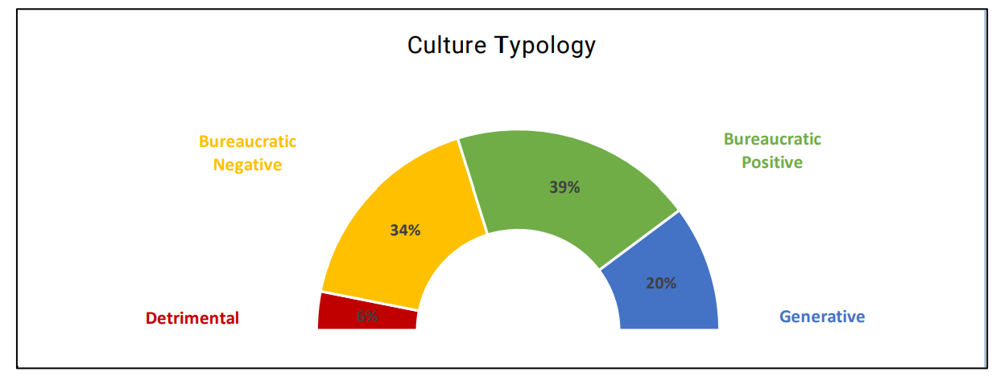 Culture Typology
Bureaucratic
Negative
Bureaucratic
Positive
39%
34%
20%
6%
Detrimental
Generative